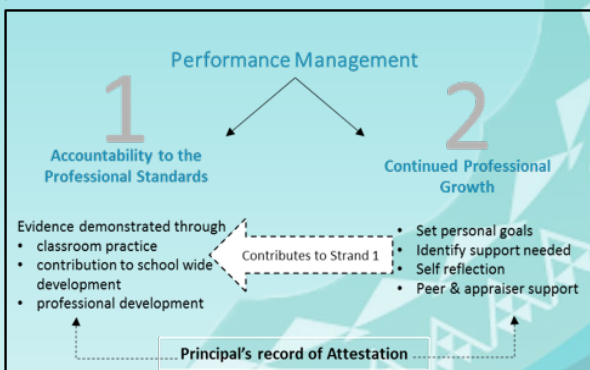 Performance Management
1
Accountability to the
Professional Standards
2
Continued Professional
Growth
Evidence demonstrated through
• classroom practice
• contribution to school wide
development
• professional development
Contributes to Strand 1
• Set personal goals
• Identify support needed
• Self reflection
• Peer & appraiser support
Principal's record of Attestation